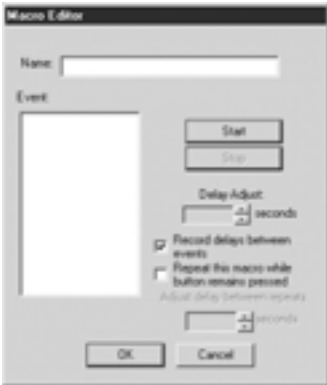 Macro Editor
Name:
Event:
Start
Stop
Delay Adjust:
seconds
Record delays between
events
Repeat this macro while
button remains pressed
Adjust delay between repeats
seconds
OK
Cancel